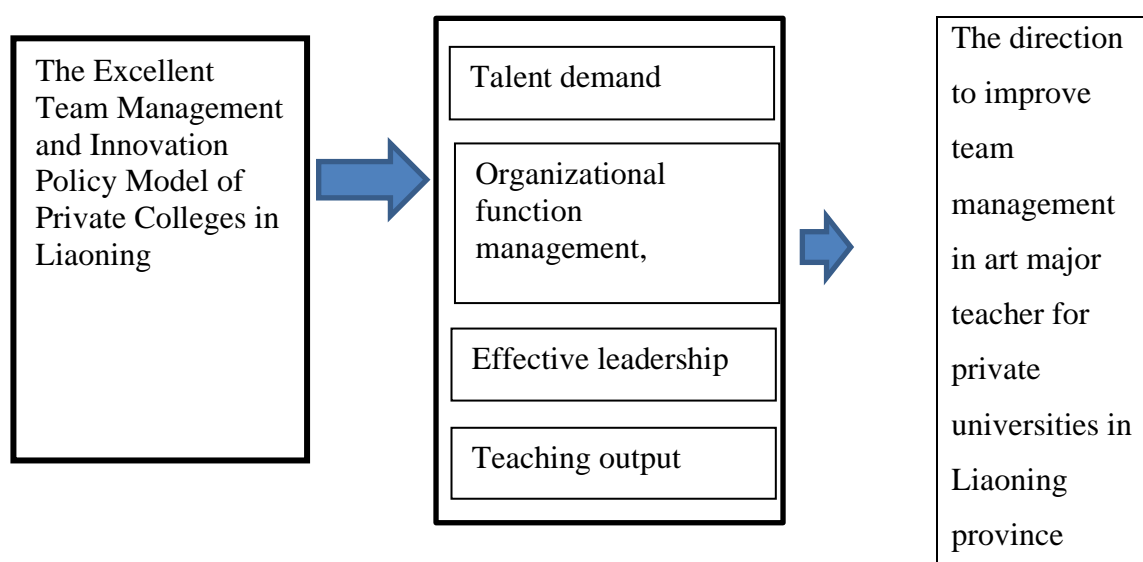 The Excellent
Team Management
and Innovation
Policy Model of
Private Colleges in
Liaoning
Talent demand
Organizational
function
management,
Effective leadership
Teaching output
The direction
to improve
team
management
in art major
teacher for
private
universities in
Liaoning
province